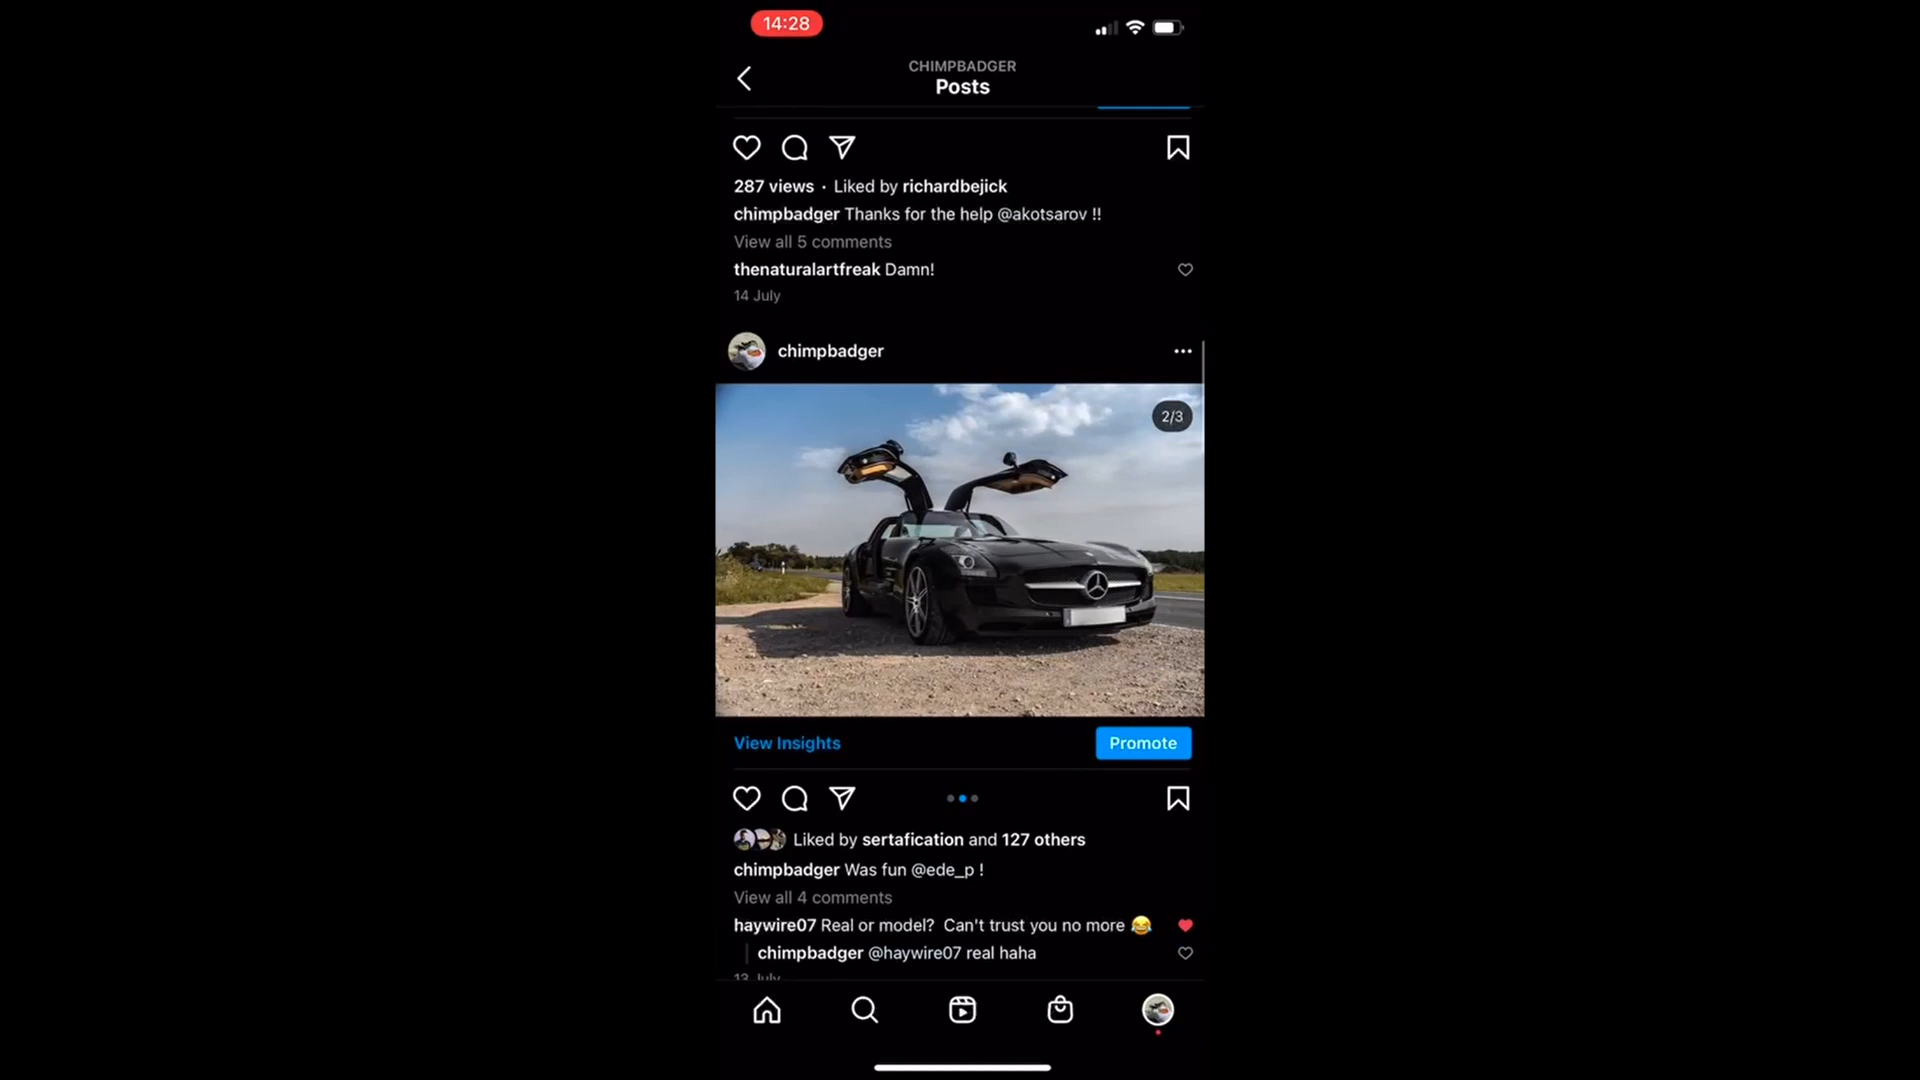 14:28
CHIMPBADGER
Posts
287 views · Liked by richardbejick
chimpbadger Thanks for the help @akotsarov !!
View all 5 comments
thenaturalartfreak Damn!
14 July
chimpbadger
2/3
View Insights
Promote
Liked by sertafication and 127 others
chimpbadger Was fun @ede_p !
View all 4 comments
haywire07 Real or model?  Can't trust you no more 😂
chimpbadger @haywire07 real haha
13 July